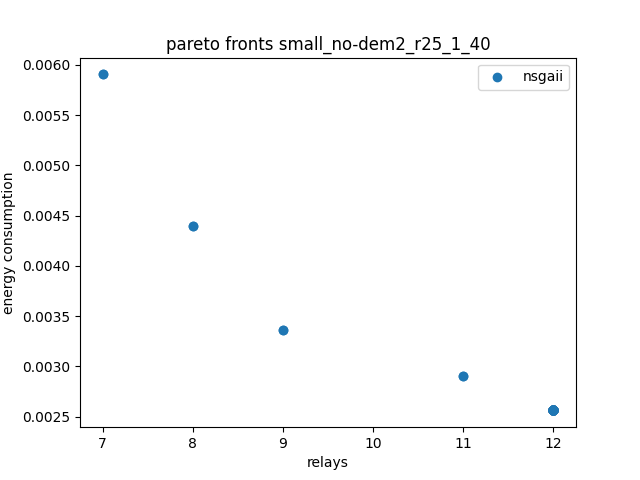 pareto fronts small_no-dem2_r25_1_40
nsgaii
energy consumption
0.0060
0.0055
0.0050
0.0045
0.0040
0.0035
0.0030
0.0025
7 8 9 10 11 12
relays